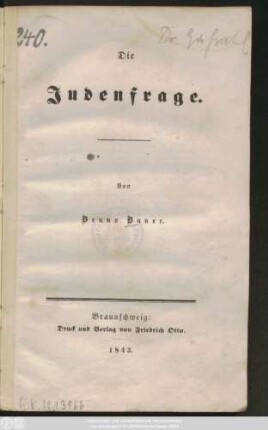 240.
Die
Judenfrage.
Von
Bruno Bauer.
Braunschweig:
Druck und Verlag von Friedrich Otto.
1843.